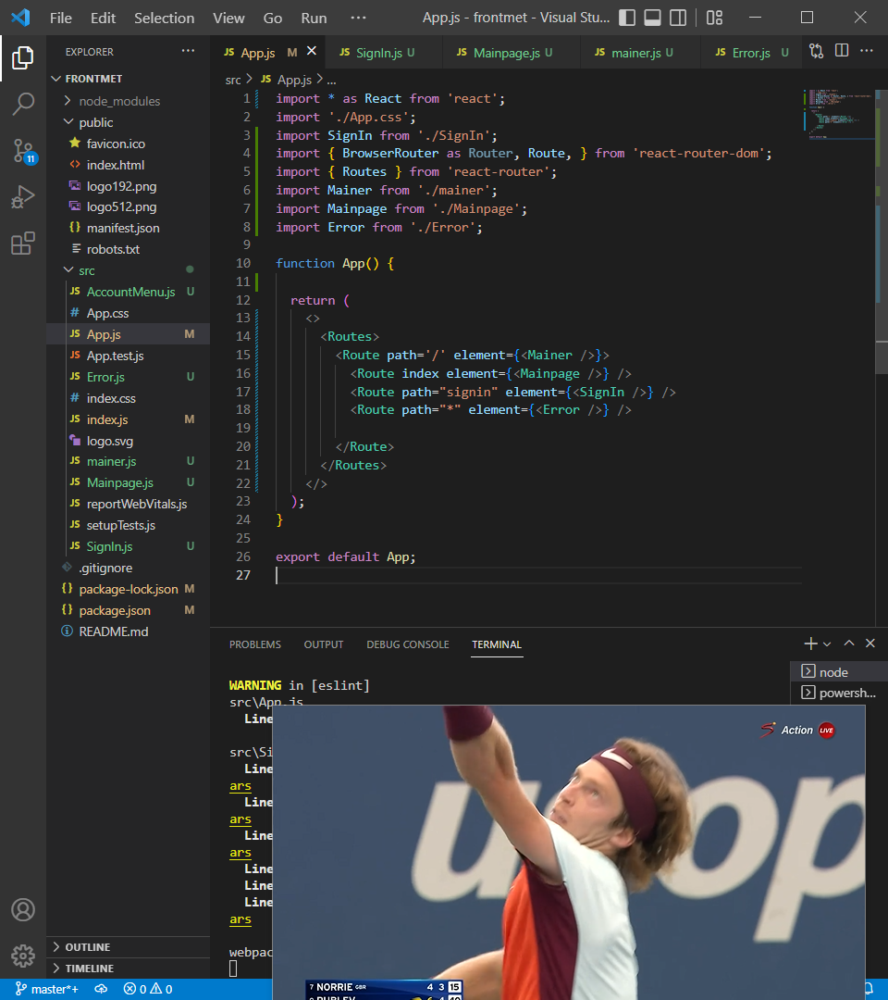 File Edit Selection View Go Run ··· App.js - frontmet - Visual Stu...
EXPLORER
FRONTMET
node_modules
public
favicon.ico
index.html
logo192.png
logo512.png
manifest.json
robots.txt
src
AccountMenu.js U
App.css
App.js M
App.test.js
Error.js U
index.css
index.js M
logo.svg
mainer.js U
Mainpage.js U
reportWebVitals.js
setupTests.js
SignIn.js U
.gitignore
package-lock.json M
package.json M
README.md
OUTLINE
TIMELINE
11
JS App.js M JS SignIn.js U JS Mainpage.js U JS mainer.js U JS Error.js U
src > JS App.js > ...
1 import * as React from 'react';
2 import './App.css';
3 import SignIn from './SignIn';
4 import { BrowserRouter as Router, Route, } from 'react-router-dom';
5 import { Routes } from 'react-router';
6 import Mainer from './mainer';
7 import Mainpage from './Mainpage';
8 import Error from './Error';
9
10 function App() {
11
12 return (
13 <>
14 <Routes>
15 <Route path='/' element={<Mainer />}>
16 <Route index element={<Mainpage />} />
17 <Route path="signin" element={<SignIn />} />
18 <Route path="*" element={<Error />} />
19
20 </Route>
21 </Routes>
22 </>
23 );
24 }
25
26 export default App;
27
PROBLEMS OUTPUT DEBUG CONSOLE TERMINAL
node
powersh...
WARNING in [eslint]
src\App.js
Line
src\Si
Line
ars
Line
ars
Line
ars
Line
Line
Line
ars
webpac
Action LIVE
us op
7 NORRIE GBR 4 3 15
RUBLEV 6 4 40
master*+ 0 0